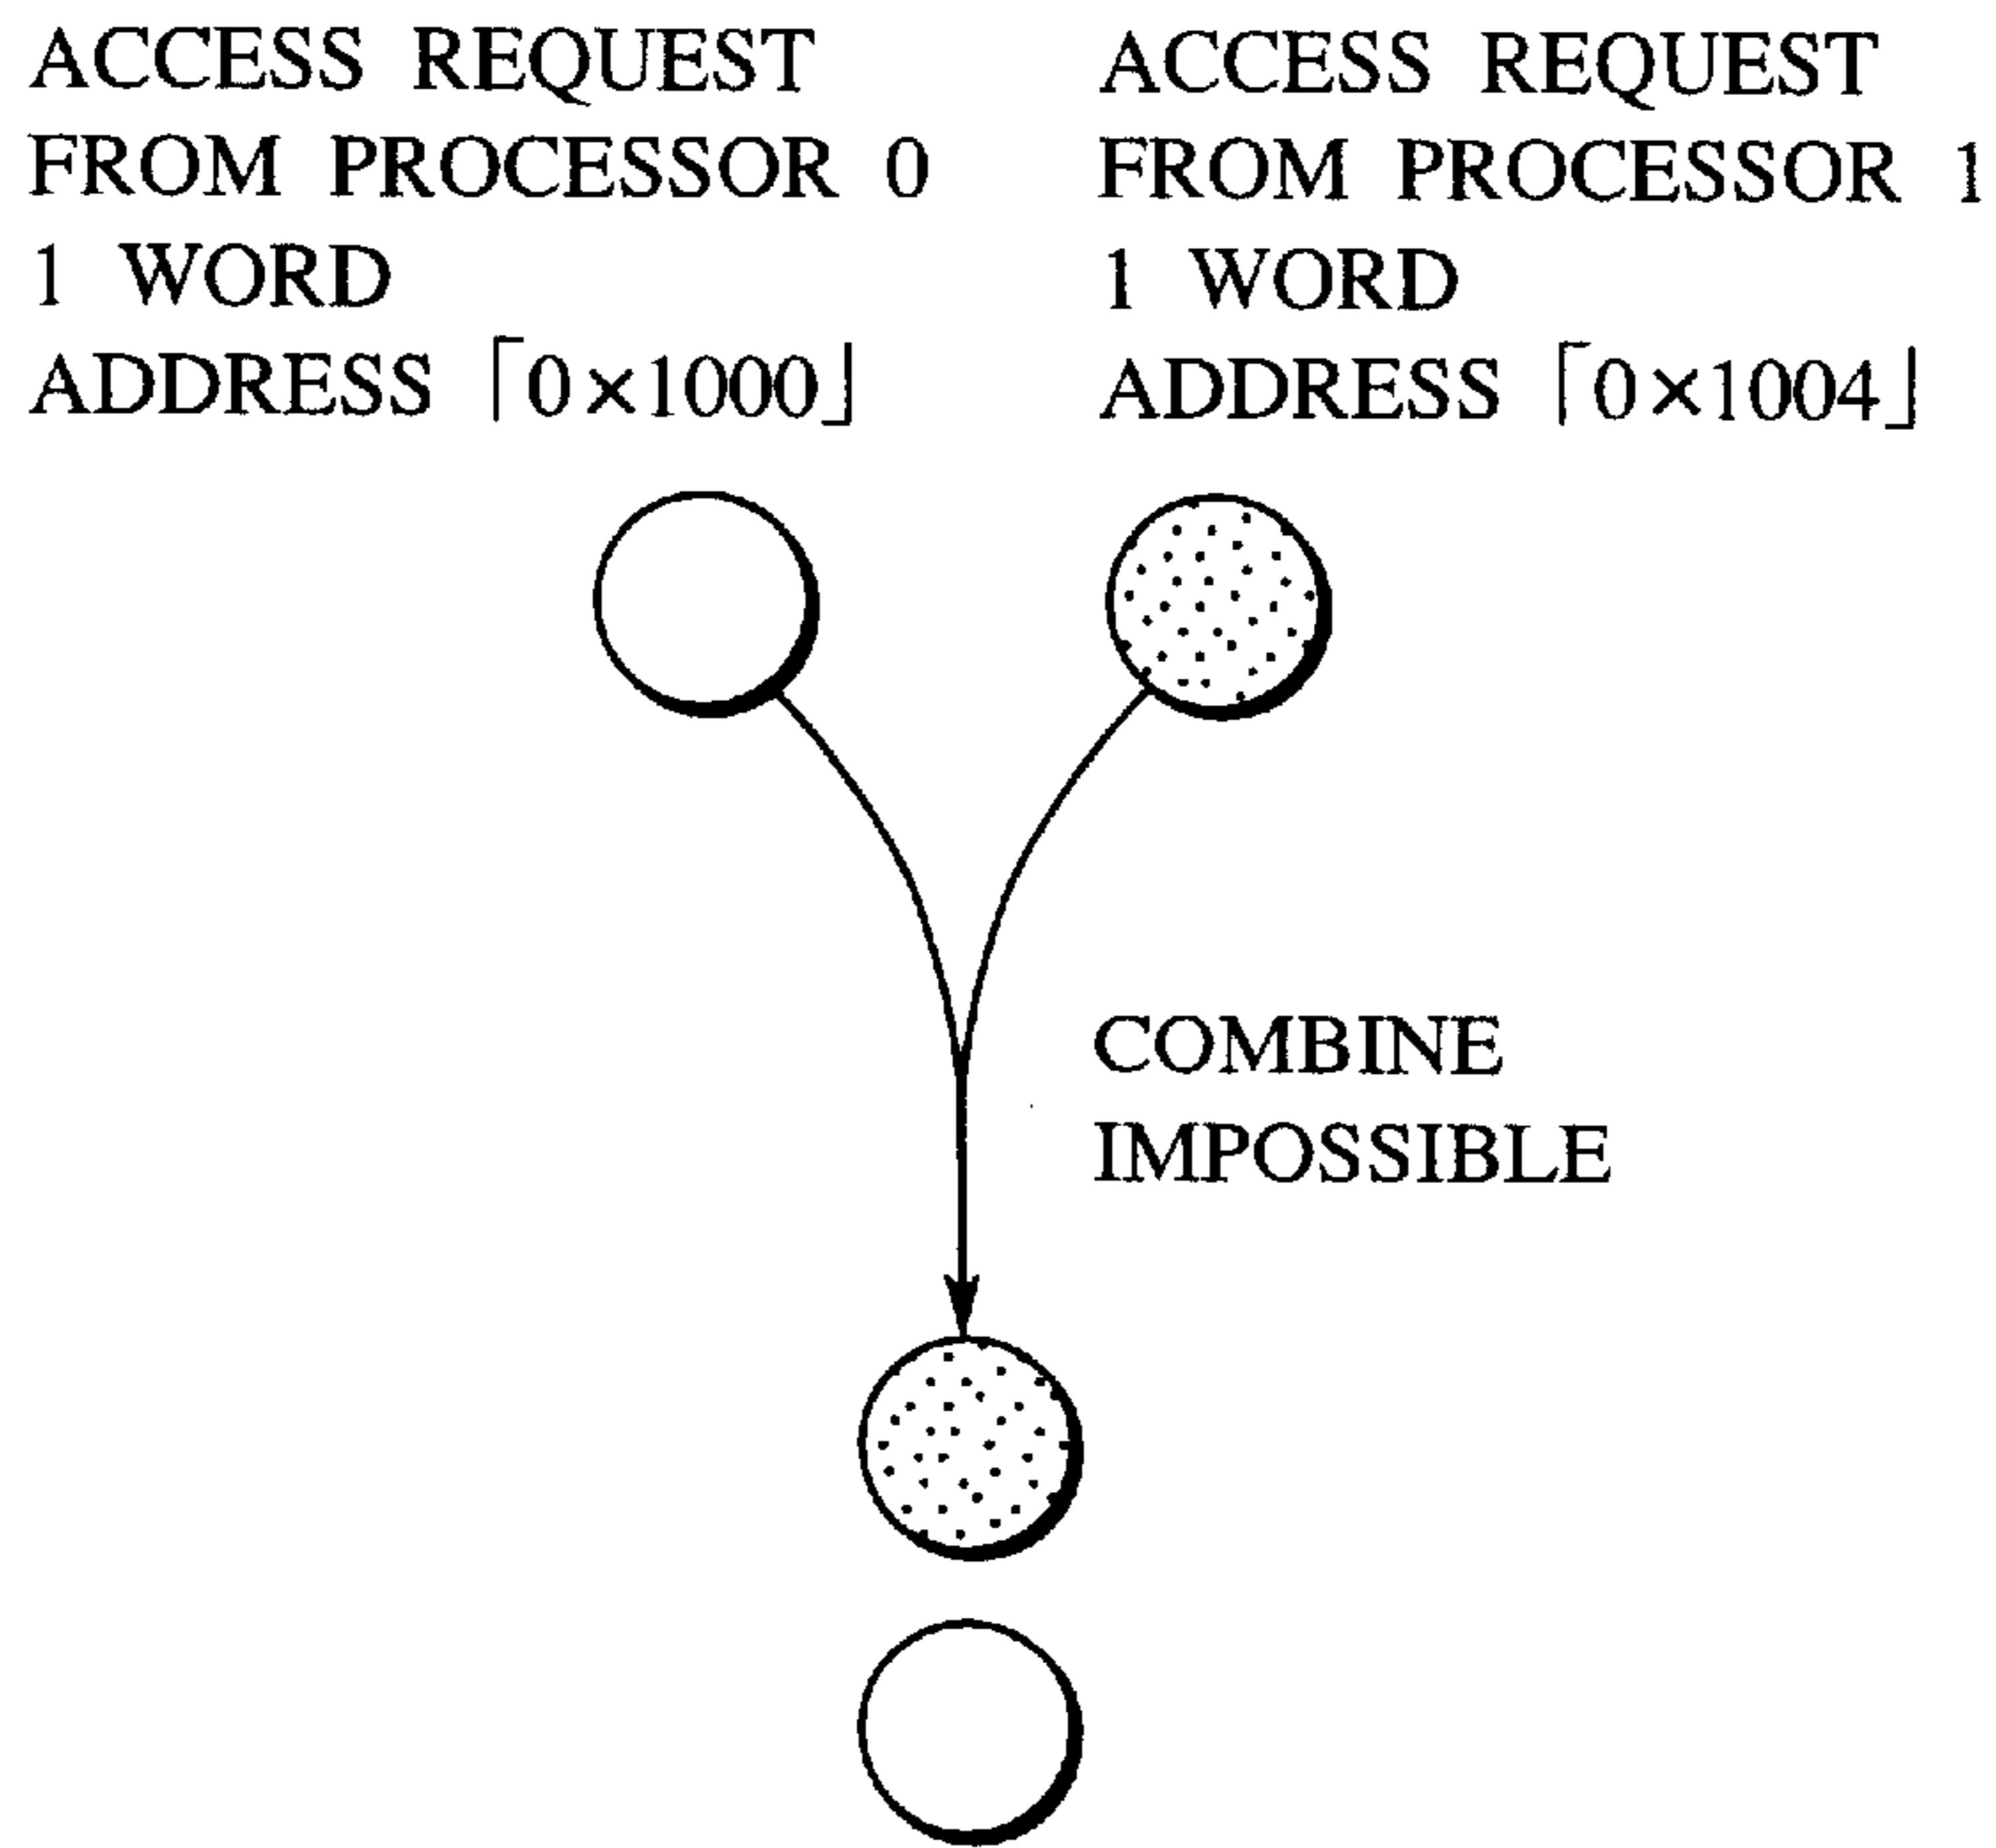 ACCESS REQUEST
FROM PROCESSOR 0
1 WORD
ADDRESS ｢0×1000｣
ACCESS REQUEST
FROM PROCESSOR 1
1 WORD
ADDRESS ｢0×1004｣
COMBINE
IMPOSSIBLE